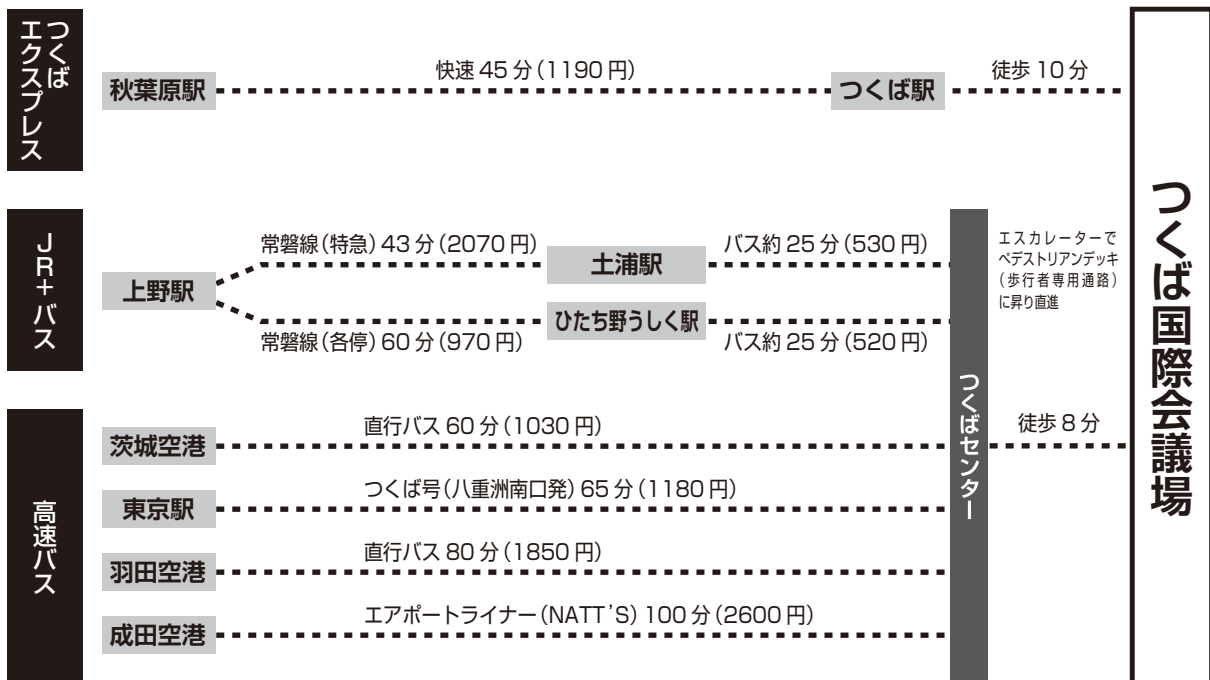 つくば
エクスプレス
秋葉原駅
快速 45 分(1190 円)
つくば駅
徒歩 10 分
JR+バス
上野駅
常磐線(特急) 43 分(2070 円)
土浦駅
バス約 25 分(530 円)
常磐線(各停) 60 分(970 円)
ひたち野うしく駅
バス約 25 分(520 円)
エスカレーターで
ペデストリアンデッキ
(歩行者専用通路)
に昇り直進
高速バス
茨城空港
直行バス 60 分(1030 円)
東京駅
つくば号(八重洲南口発) 65 分(1180 円)
羽田空港
直行バス 80 分(1850 円)
成田空港
エアポートライナー(NATT'S) 100 分(2600 円)
つくばセンター
徒歩 8 分
つくば国際会議場